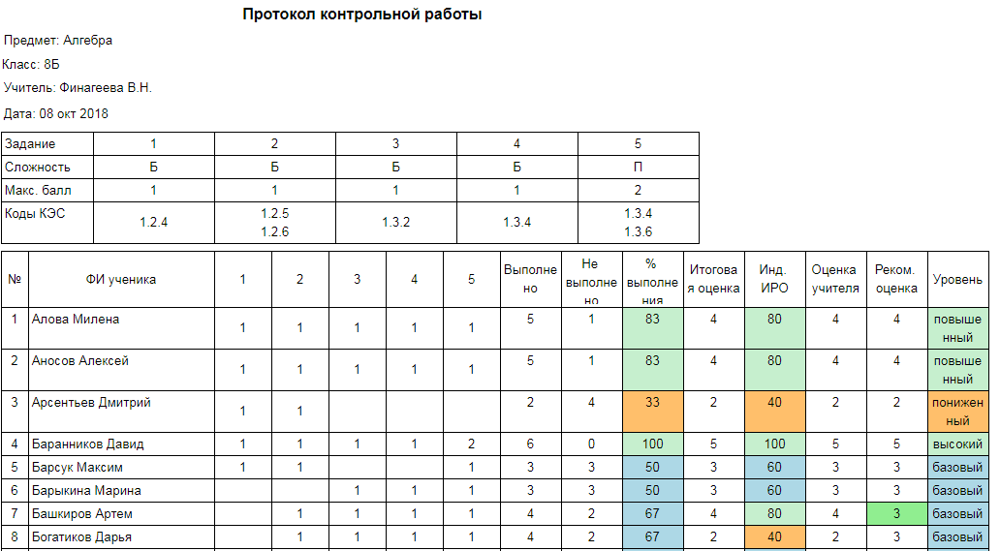 Протокол контрольной работы
Предмет: Алгебра
Класс: 8Б
Учитель: Финагеева В.Н.
Дата: 08 окт 2018
Задание 1 2 3 4 5
Сложность Б Б Б Б П
Макс. балл 1 1 1 1 2
Коды КЭС 1.2.4 1.2.5 1.2.6 1.3.2 1.3.4 1.3.4 1.3.6
№ ФИ ученика 1 2 3 4 5 Выполнено Не выполнено % выполнения Итоговая оценка Инд. ИРО Оценка учителя Реком. оценка Уровень
1 Алова Милена 1 1 1 1 1 5 1 83 4 80 4 4 повышенный
2 Аносов Алексей 1 1 1 1 1 5 1 83 4 80 4 4 повышенный
3 Арсентьев Дмитрий 1 1 2 4 33 2 40 2 2 пониженный
4 Баранников Давид 1 1 1 1 2 6 0 100 5 100 5 5 высокий
5 Барсук Максим 1 1 1 3 3 50 3 60 3 3 базовый
6 Барыкина Марина 1 1 1 3 3 50 3 60 3 3 базовый
7 Башкиров Артем 1 1 1 1 4 2 67 4 80 4 3 базовый
8 Богатиков Дарья 1 1 1 1 4 2 67 2 40 2 3 базовый